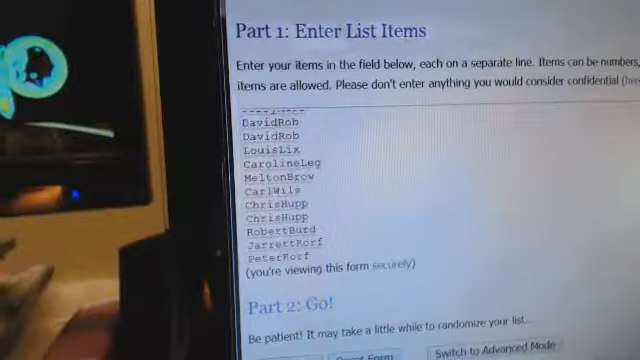 Part 1: Enter List Items
Enter your items in the field below, each on a separate line. Items can be numbers,
items are allowed. Please don't enter anything you would consider confidential
DavidRob
DavidRob
LouisLix
CarolineLeg
MeltonBrow
CarlWils
ChrisHupp
ChrisHupp
RobertBurd
JarrettKorf
PeterKorf
(you're viewing this form securely)
Part 2: Go!
Be patient! It may take a little while to randomize your list...
Reset Form
Switch to Advanced Mode